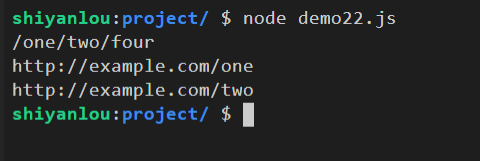 shiyanlou:project/ $ node demo22.js
/one/two/four
http://example.com/one
http://example.com/two
shiyanlou:project/ $